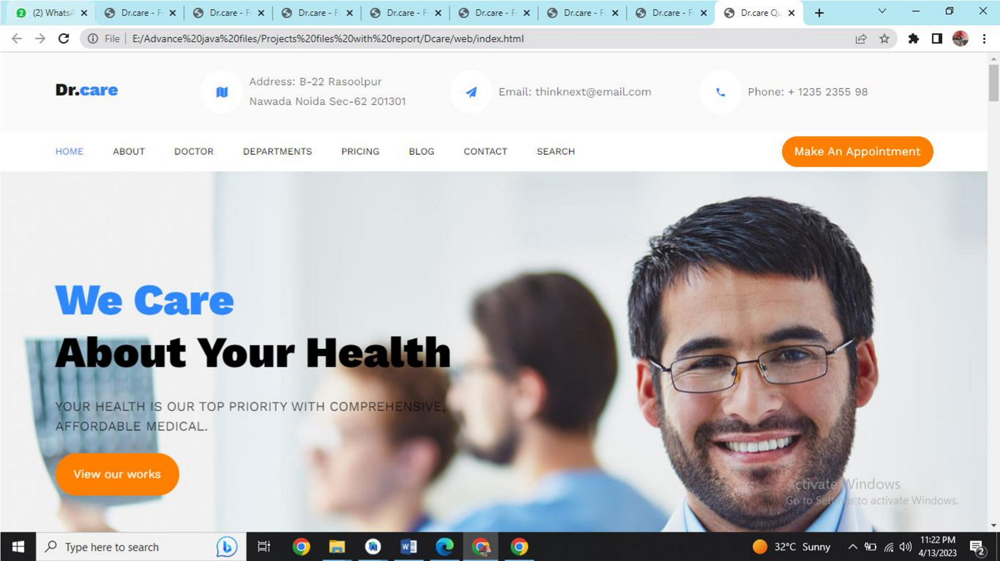 2 (2) WhatsA
Dr.care - F
Dr.care - F
Dr.care - F
Dr.care - F
Dr.care - F
Dr.care - F
Dr.care - F
Dr.care Qu
File | E:/Advance%20java%20files/Projects%20files%20with%20report/Dcare/web/index.html
Dr.care
Address: B-22 Rasoolpur
Nawada Noida Sec-62 201301
Email: thinknext@email.com
Phone: + 1235 2355 98
HOME ABOUT DOCTOR DEPARTMENTS PRICING BLOG CONTACT SEARCH
Make An Appointment
We Care
About Your Health
YOUR HEALTH IS OUR TOP PRIORITY WITH COMPREHENSIVE,
AFFORDABLE MEDICAL.
View our works
Activate Windows
Go to Settings to activate Windows.
Type here to search
32°C Sunny
11:22 PM
4/13/2023
2